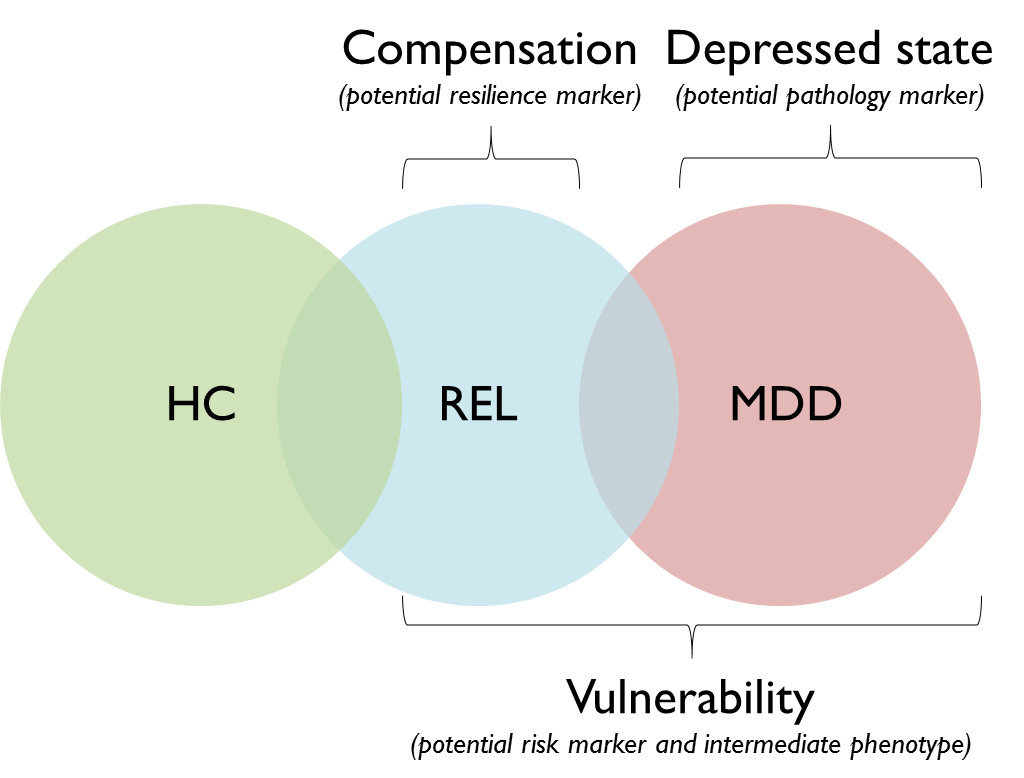 Compensation
(potential resilience marker)
Depressed state
(potential pathology marker)
HC
REL
MDD
Vulnerability
(potential risk marker and intermediate phenotype)